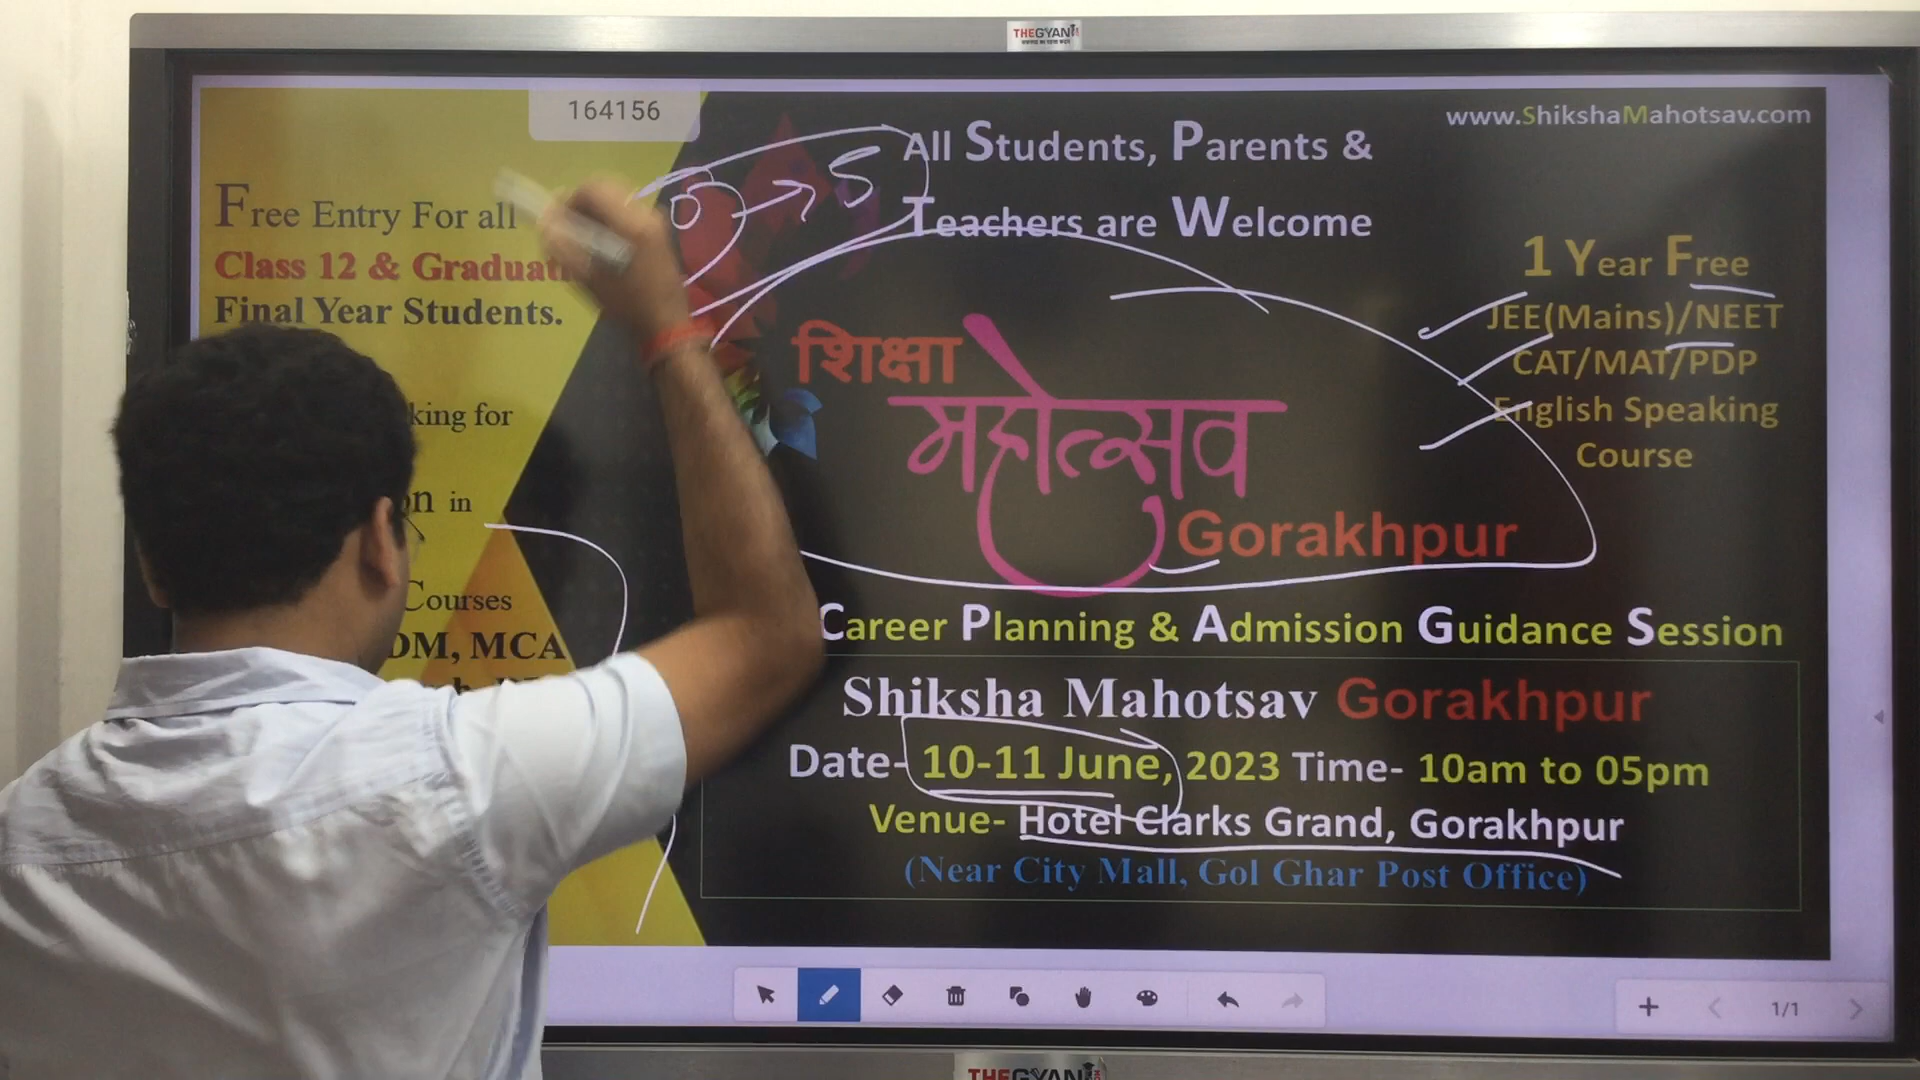 THEGYAN
164156
www.ShikshaMahotsav.com
All Students, Parents &
Teachers are Welcome
0 → 5
Free Entry For all
Class 12 &
Final Year Students.
for
in
Courses
MCA
1 Year Free
JEE(Mains)/NEET
CAT/MAT/PDP
English Speaking
Course
शिक्षा
महोत्सव
Gorakhpur
Career Planning & Admission Guidance Session
Shiksha Mahotsav Gorakhpur
Date- 10-11 June, 2023 Time- 10am to 05pm
Venue- Hotel Clarks Grand, Gorakhpur
(Near City Mall, Gol Ghar Post Office)
1/1
THEGYAN